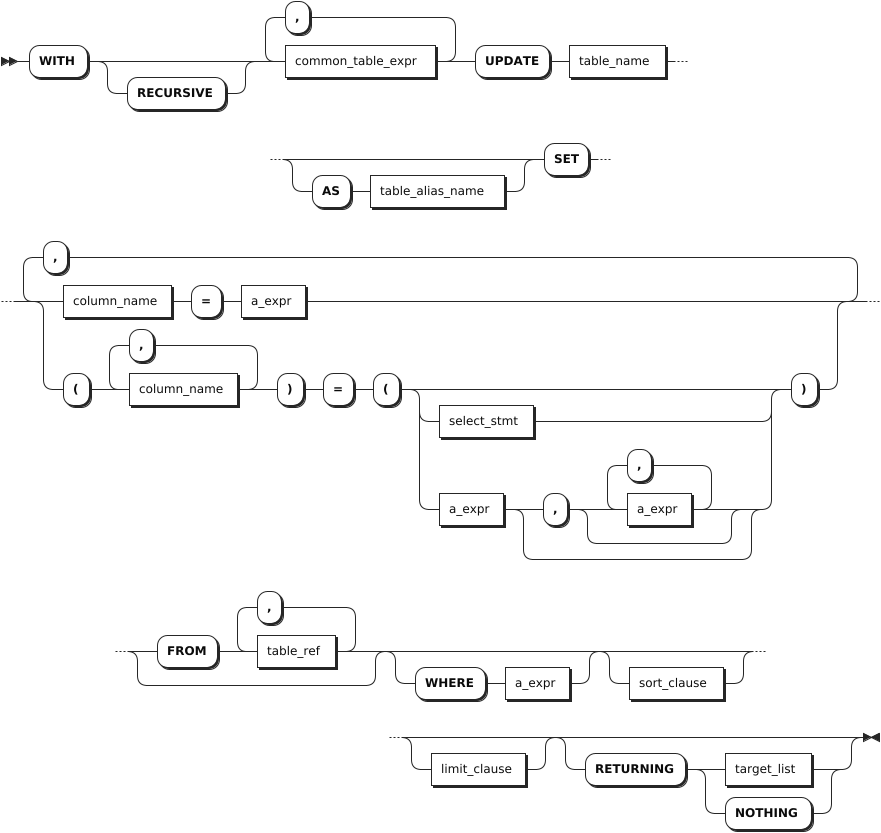 ,
WITH common_table_expr UPDATE table_name
RECURSIVE
SET
AS table_alias_name
,
column_name = a_expr
,
( column_name ) = ( )
select_stmt
,
a_expr , a_expr
,
FROM table_ref
WHERE a_expr sort_clause
limit_clause RETURNING target_list
NOTHING